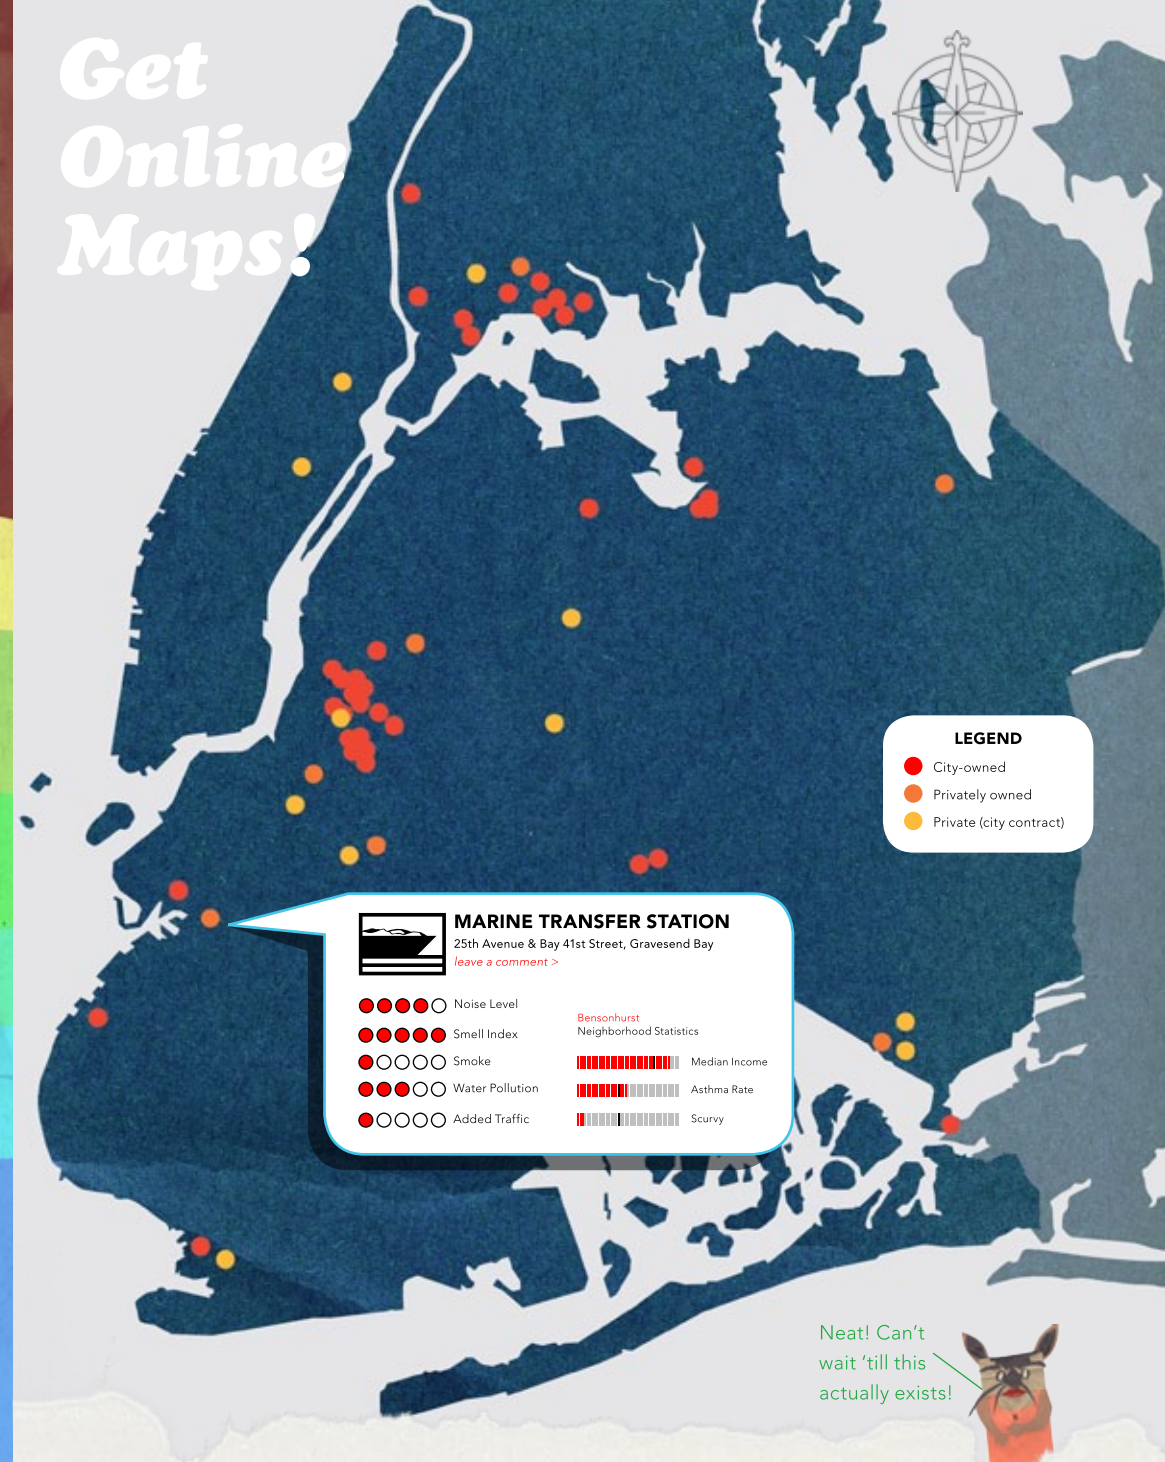 Get
Online
Maps!
LEGEND
City-owned
Privately owned
Private (city contract)
MARINE TRANSFER STATION
25th Avenue & Bay 41st Street, Gravesend Bay
leave a comment >
Noise Level
Smell Index
Smoke
Water Pollution
Added Traffic
Bensonhurst
Neighborhood Statistics
Median Income
Asthma Rate
Scurvy
Neat! Can’t
wait ‘till this
actually exists!